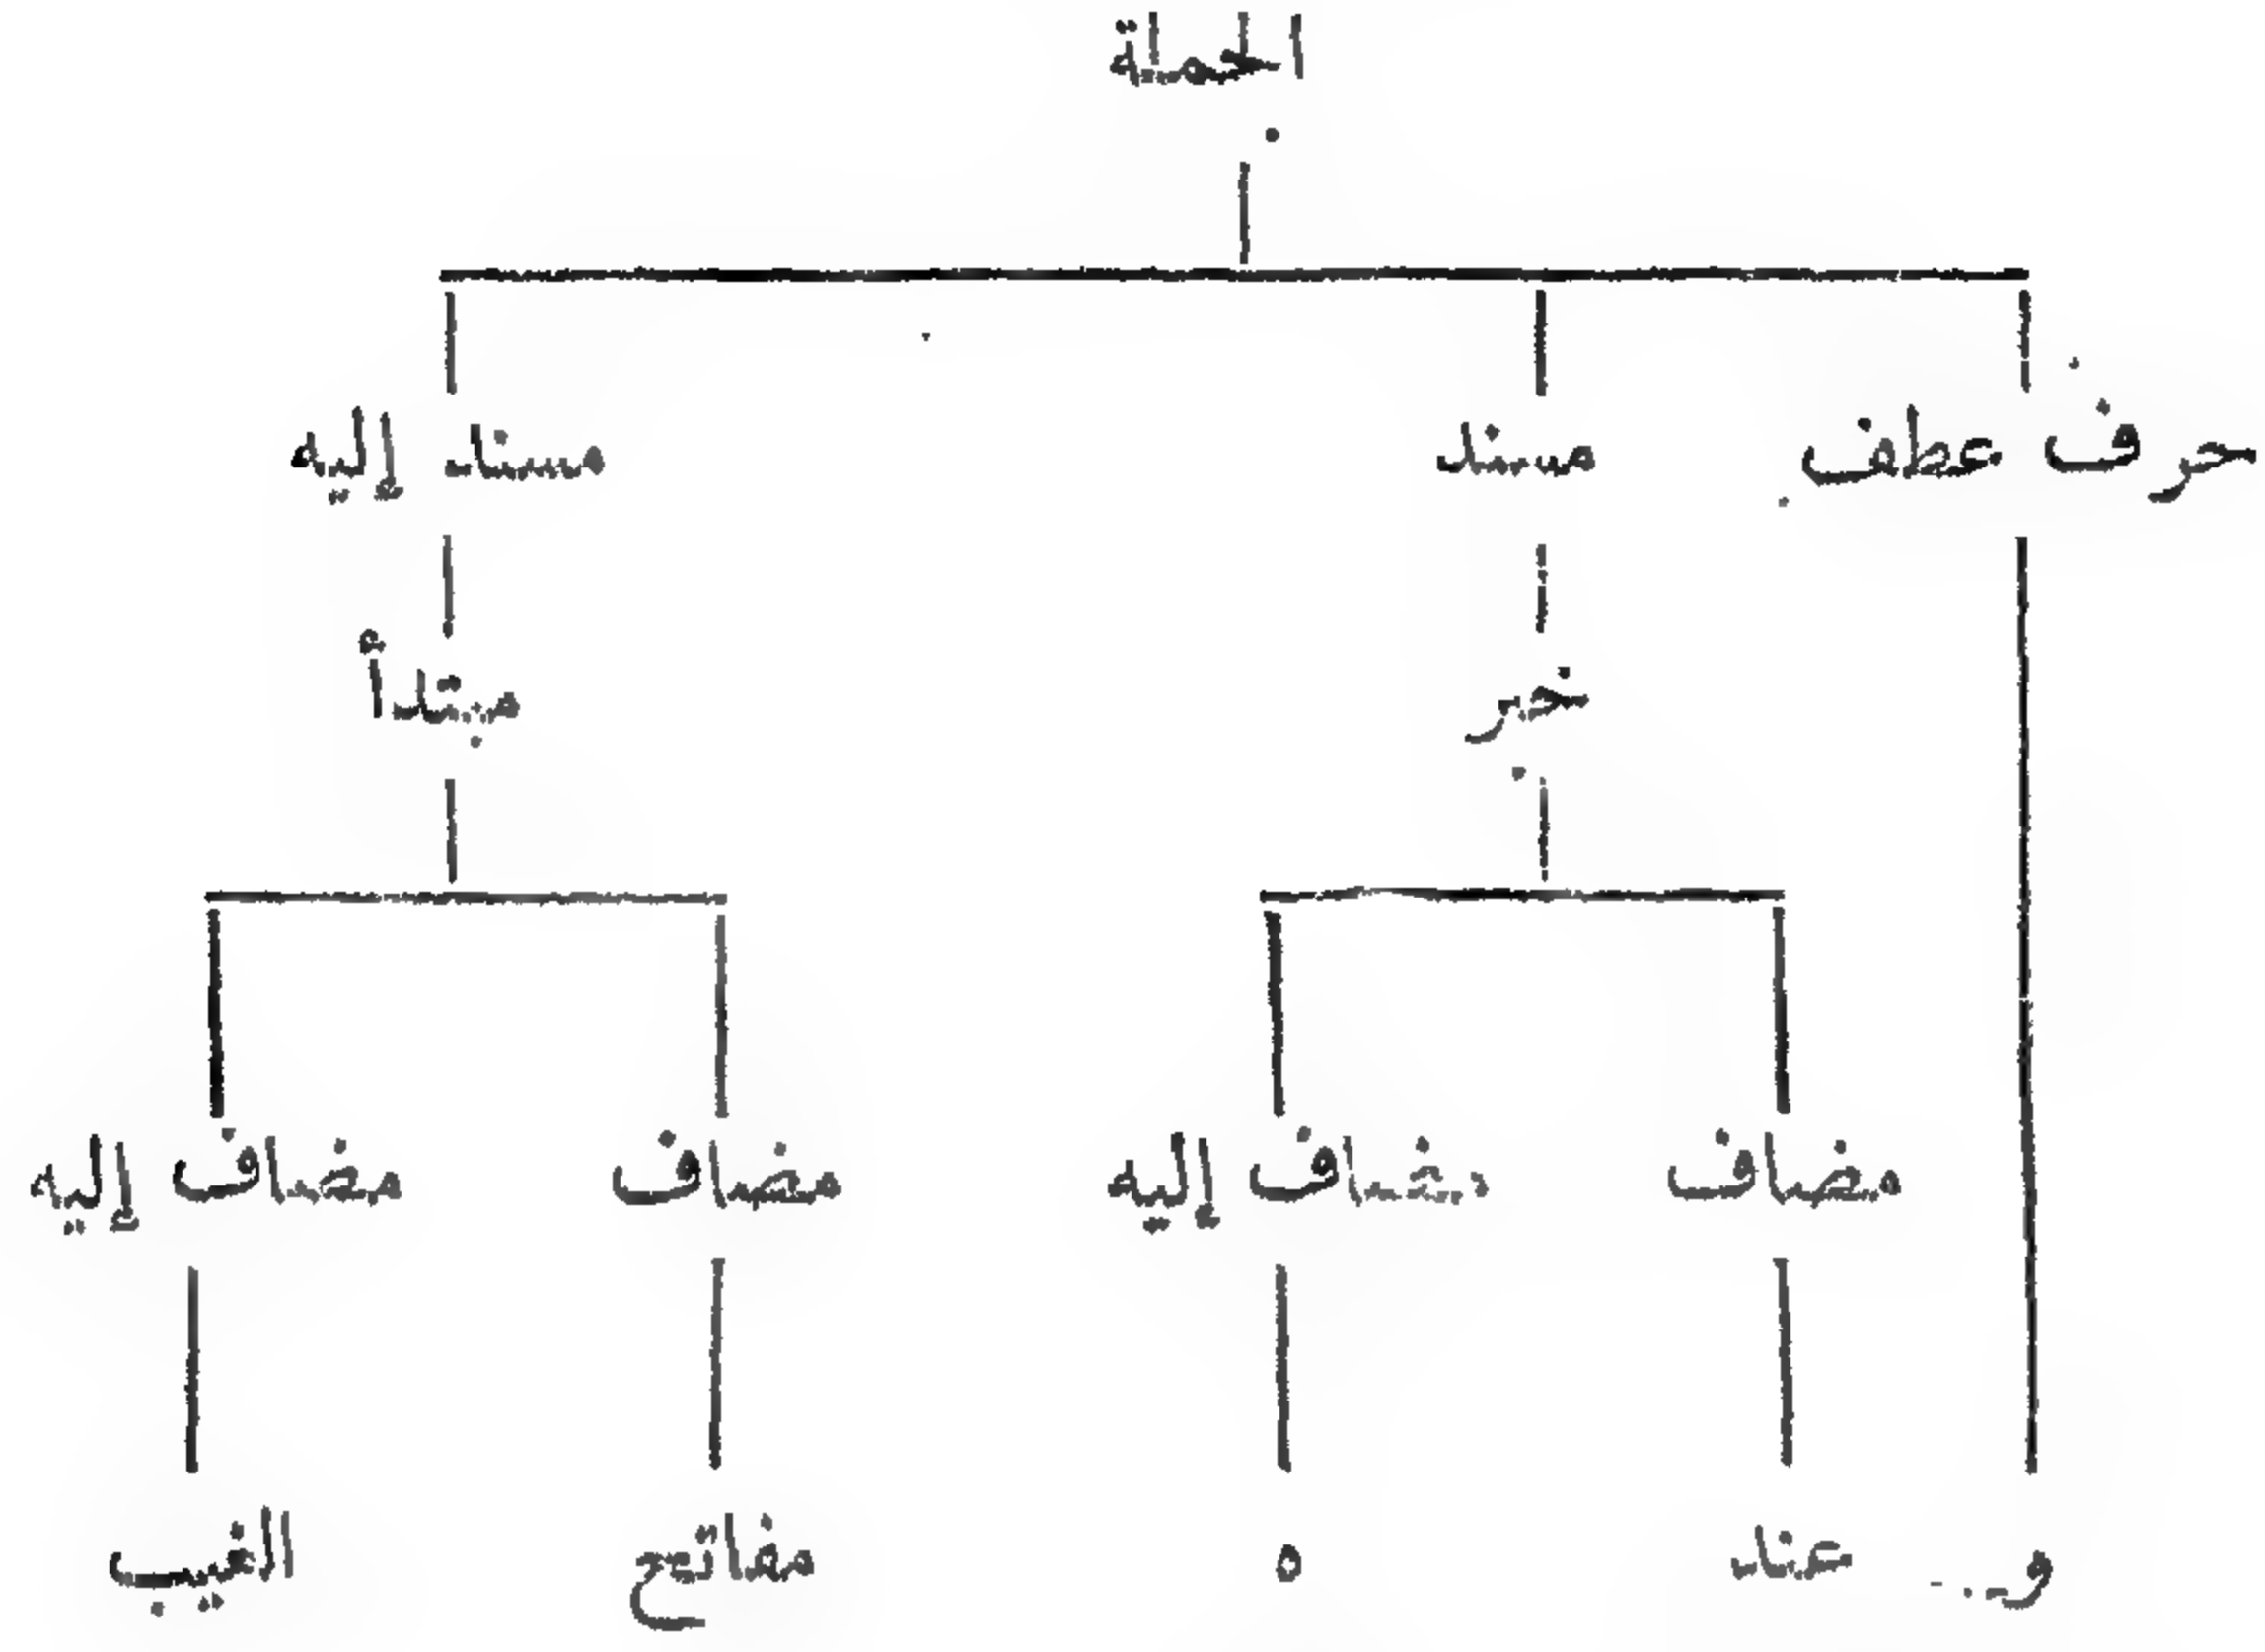 الجملة
حرف عطف مسند مسند إليه
خبر مبتدأ
مضاف مضاف إليه مضاف مضاف إليه
و عند ه مفاتح الغيب